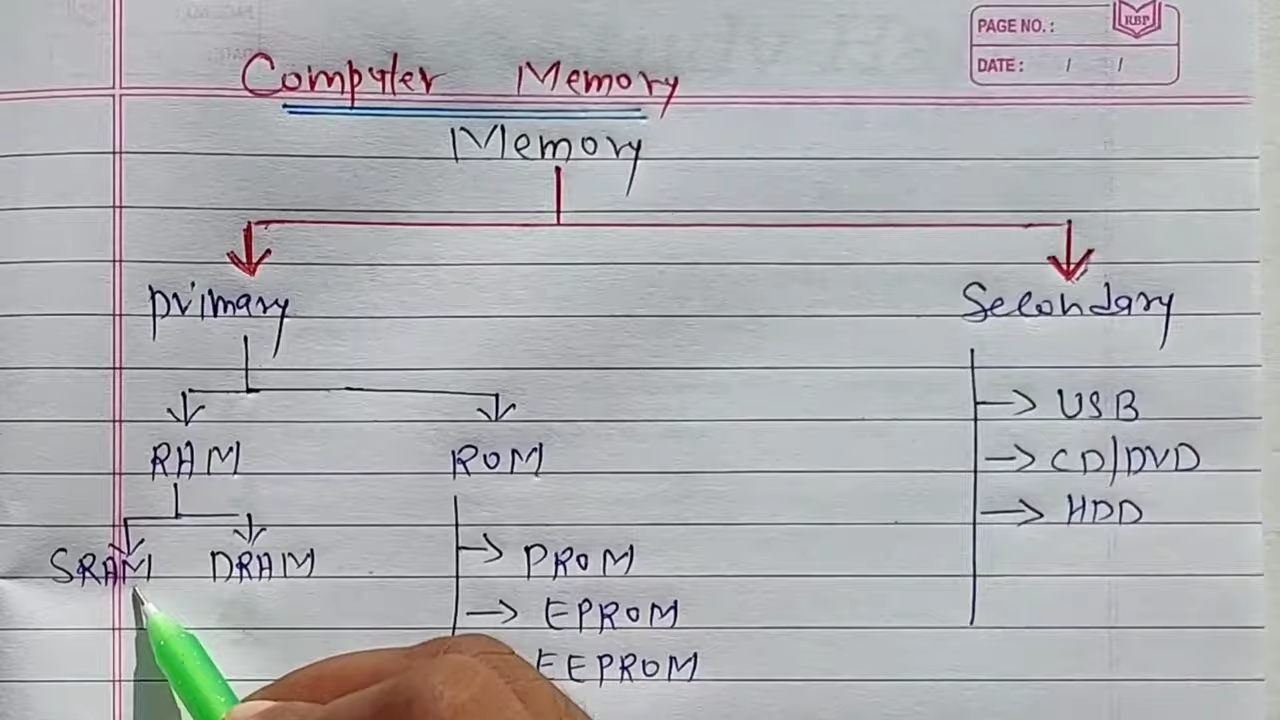 PAGE NO.: RBP
DATE: / /
Computer Memory
Memory
Primary Secondary
RAM ROM
SRAM DRAM
PROM
EPROM
EEPROM
USB
CD/DVD
HDD